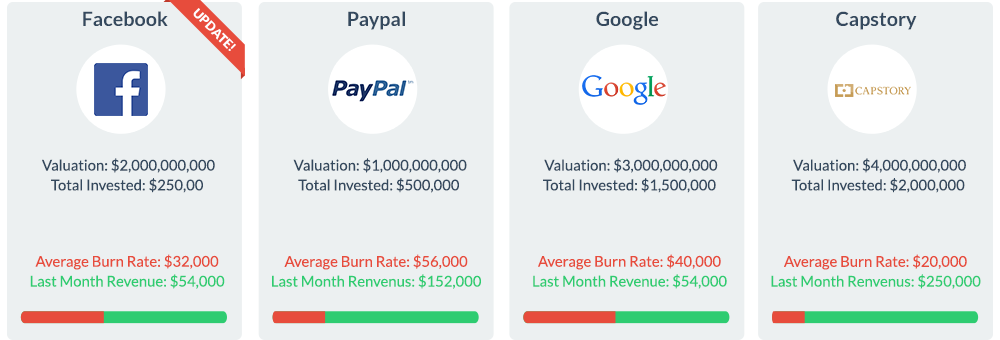 Facebook
UPDATE!
f
Valuation: $2,000,000,000
Total Invested: $250,00
Average Burn Rate: $32,000
Last Month Revenue: $54,000
Paypal
PayPal™
Valuation: $1,000,000,000
Total Invested: $500,000
Average Burn Rate: $56,000
Last Month Revenus: $152,000
Google
Google
Valuation: $3,000,000,000
Total Invested: $1,500,000
Average Burn Rate: $40,000
Last Month Revenue: $54,000
Capstory
CAPSTORY
Valuation: $4,000,000,000
Total Invested: $2,000,000
Average Burn Rate: $20,000
Last Month Renvenus: $250,000